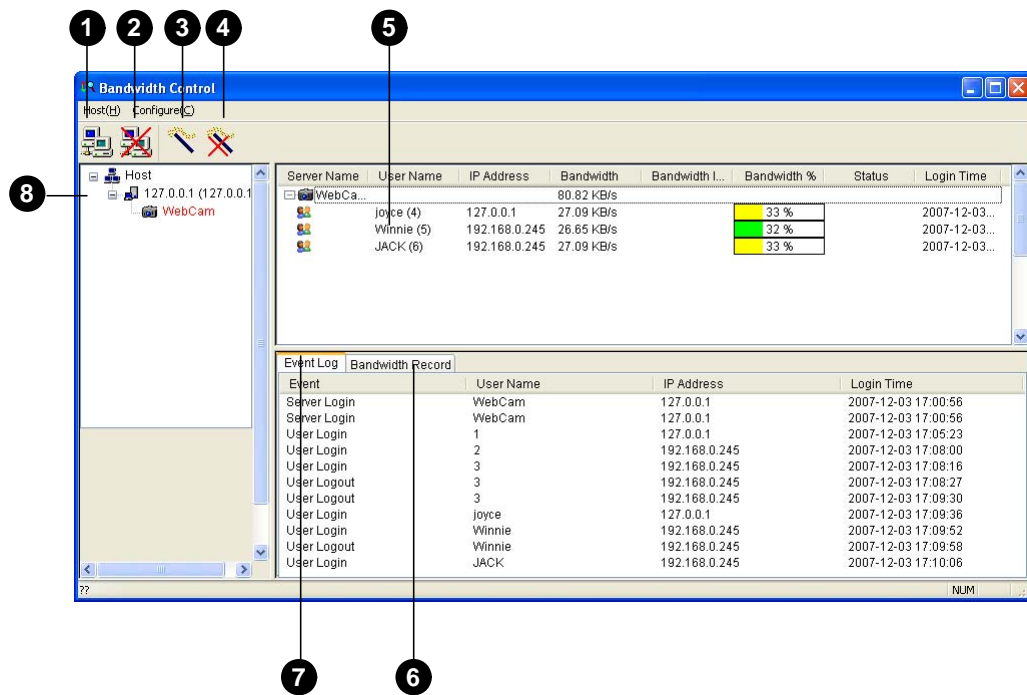 1 2 3 4 5
Bandwidth Control
Host(H) Configure(C)
8
Host
127.0.0.1 (127.0.0.1
WebCam
Server Name User Name IP Address Bandwidth Bandwidth I... Bandwidth % Status Login Time
WebCa... 80.82 KB/s
joyce (4) 127.0.0.1 27.09 KB/s 33 % 2007-12-03...
Winnie (5) 192.168.0.245 26.65 KB/s 32 % 2007-12-03...
JACK (6) 192.168.0.245 27.09 KB/s 33 % 2007-12-03...
Event Log Bandwidth Record
Event User Name IP Address Login Time
Server Login WebCam 127.0.0.1 2007-12-03 17:00:56
Server Login WebCam 127.0.0.1 2007-12-03 17:00:56
User Login 1 127.0.0.1 2007-12-03 17:05:23
User Login 2 192.168.0.245 2007-12-03 17:08:00
User Login 3 192.168.0.245 2007-12-03 17:08:16
User Logout 3 192.168.0.245 2007-12-03 17:08:27
User Logout 3 192.168.0.245 2007-12-03 17:09:30
User Login joyce 127.0.0.1 2007-12-03 17:09:36
User Login Winnie 192.168.0.245 2007-12-03 17:09:52
User Logout Winnie 192.168.0.245 2007-12-03 17:09:58
User Login JACK 192.168.0.245 2007-12-03 17:10:06
?? NUM
7 6